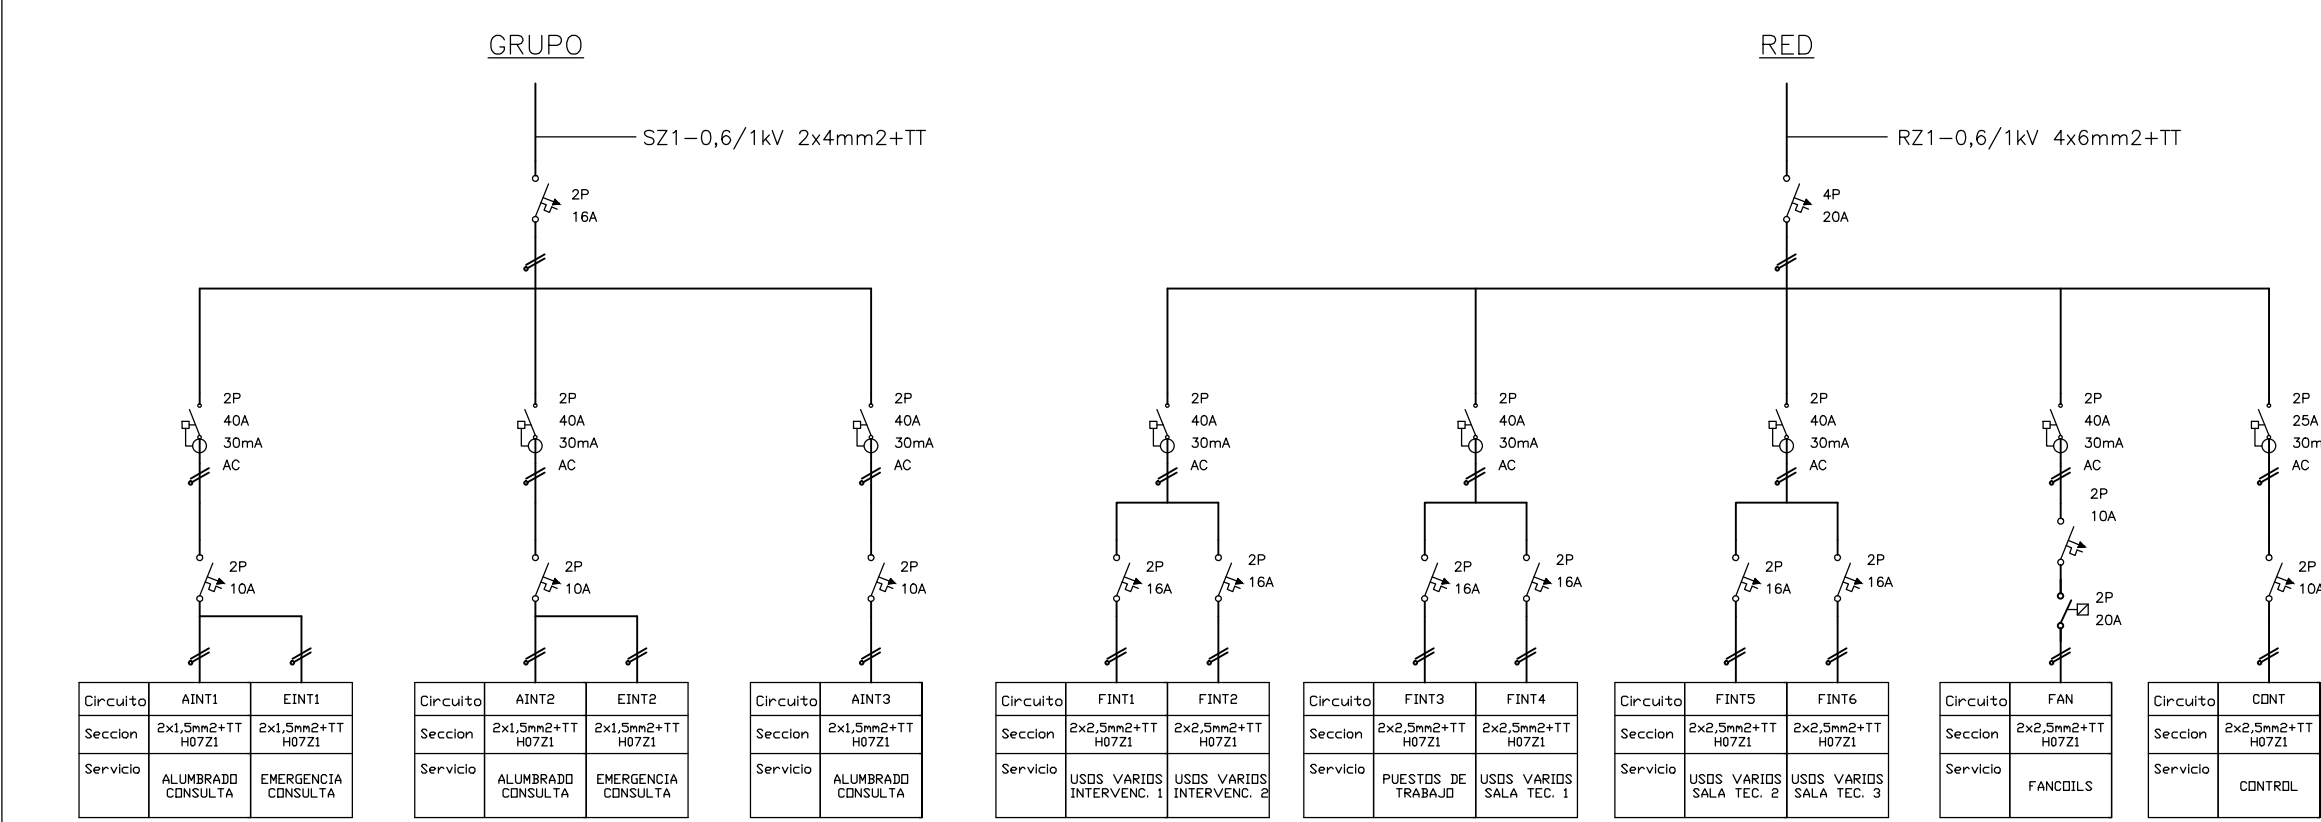 GRUPO
RED
SZ1-0,6/1kV 2x4mm2+TT
RZ1-0,6/1kV 4x6mm2+TT
2P
16A
4P
20A
2P
40A
30mA
AC
2P
40A
30mA
AC
2P
40A
30mA
AC
2P
40A
30mA
AC
2P
40A
30mA
AC
2P
40A
30mA
AC
2P
40A
30mA
AC
2P
25A
30m
AC
2P
10A
2P
10A
2P
10A
2P
10A
2P
16A
2P
16A
2P
16A
2P
16A
2P
16A
2P
16A
2P
20A
2P
10A
Circuito AINT1 EINT1
Seccion 2x1,5mm2+TT 2x1,5mm2+TT
H07Z1 H07Z1
Servicio ALUMBRADO EMERGENCIA
CONSULTA CONSULTA
Circuito AINT2 EINT2
Seccion 2x1,5mm2+TT 2x1,5mm2+TT
H07Z1 H07Z1
Servicio ALUMBRADO EMERGENCIA
CONSULTA CONSULTA
Circuito AINT3
Seccion 2x1,5mm2+TT
H07Z1
Servicio ALUMBRADO
CONSULTA
Circuito FINT1 FINT2
Seccion 2x2,5mm2+TT 2x2,5mm2+TT
H07Z1 H07Z1
Servicio USOS VARIOS USOS VARIOS
INTERVENC. 1 INTERVENC. 2
Circuito FINT3 FINT4
Seccion 2x2,5mm2+TT 2x2,5mm2+TT
H07Z1 H07Z1
Servicio PUESTOS DE USOS VARIOS
TRABAJO SALA TEC. 1
Circuito FINT5 FINT6
Seccion 2x2,5mm2+TT 2x2,5mm2+TT
H07Z1 H07Z1
Servicio USOS VARIOS USOS VARIOS
SALA TEC. 2 SALA TEC. 3
Circuito FAN
Seccion 2x2,5mm2+TT
H07Z1
Servicio FANCOILS
Circuito CONT
Seccion 2x2,5mm2+TT
H07Z1
Servicio CONTROL